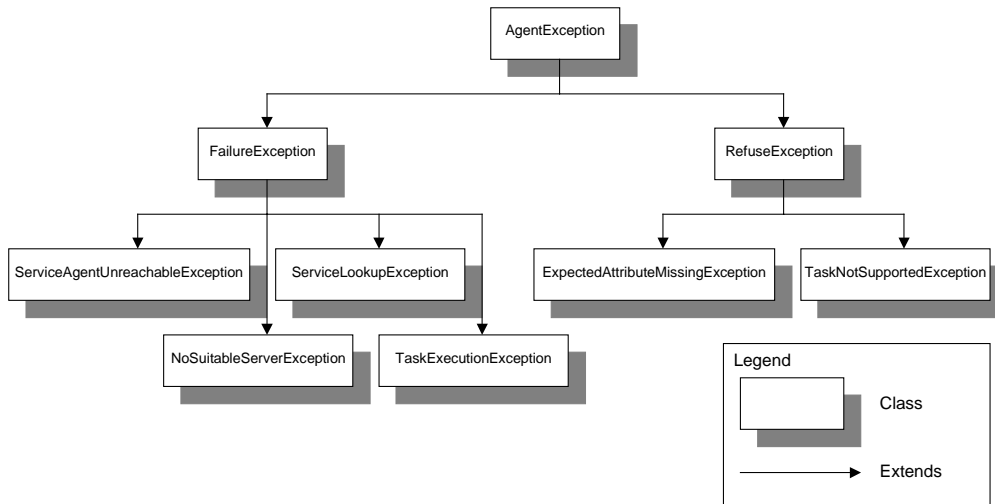 AgentException
FailureException
RefuseException
ServiceAgentUnreachableException
ServiceLookupException
ExpectedAttributeMissingException
TaskNotSupportedException
NoSuitableServerException
TaskExecutionException
Legend
Class
Extends